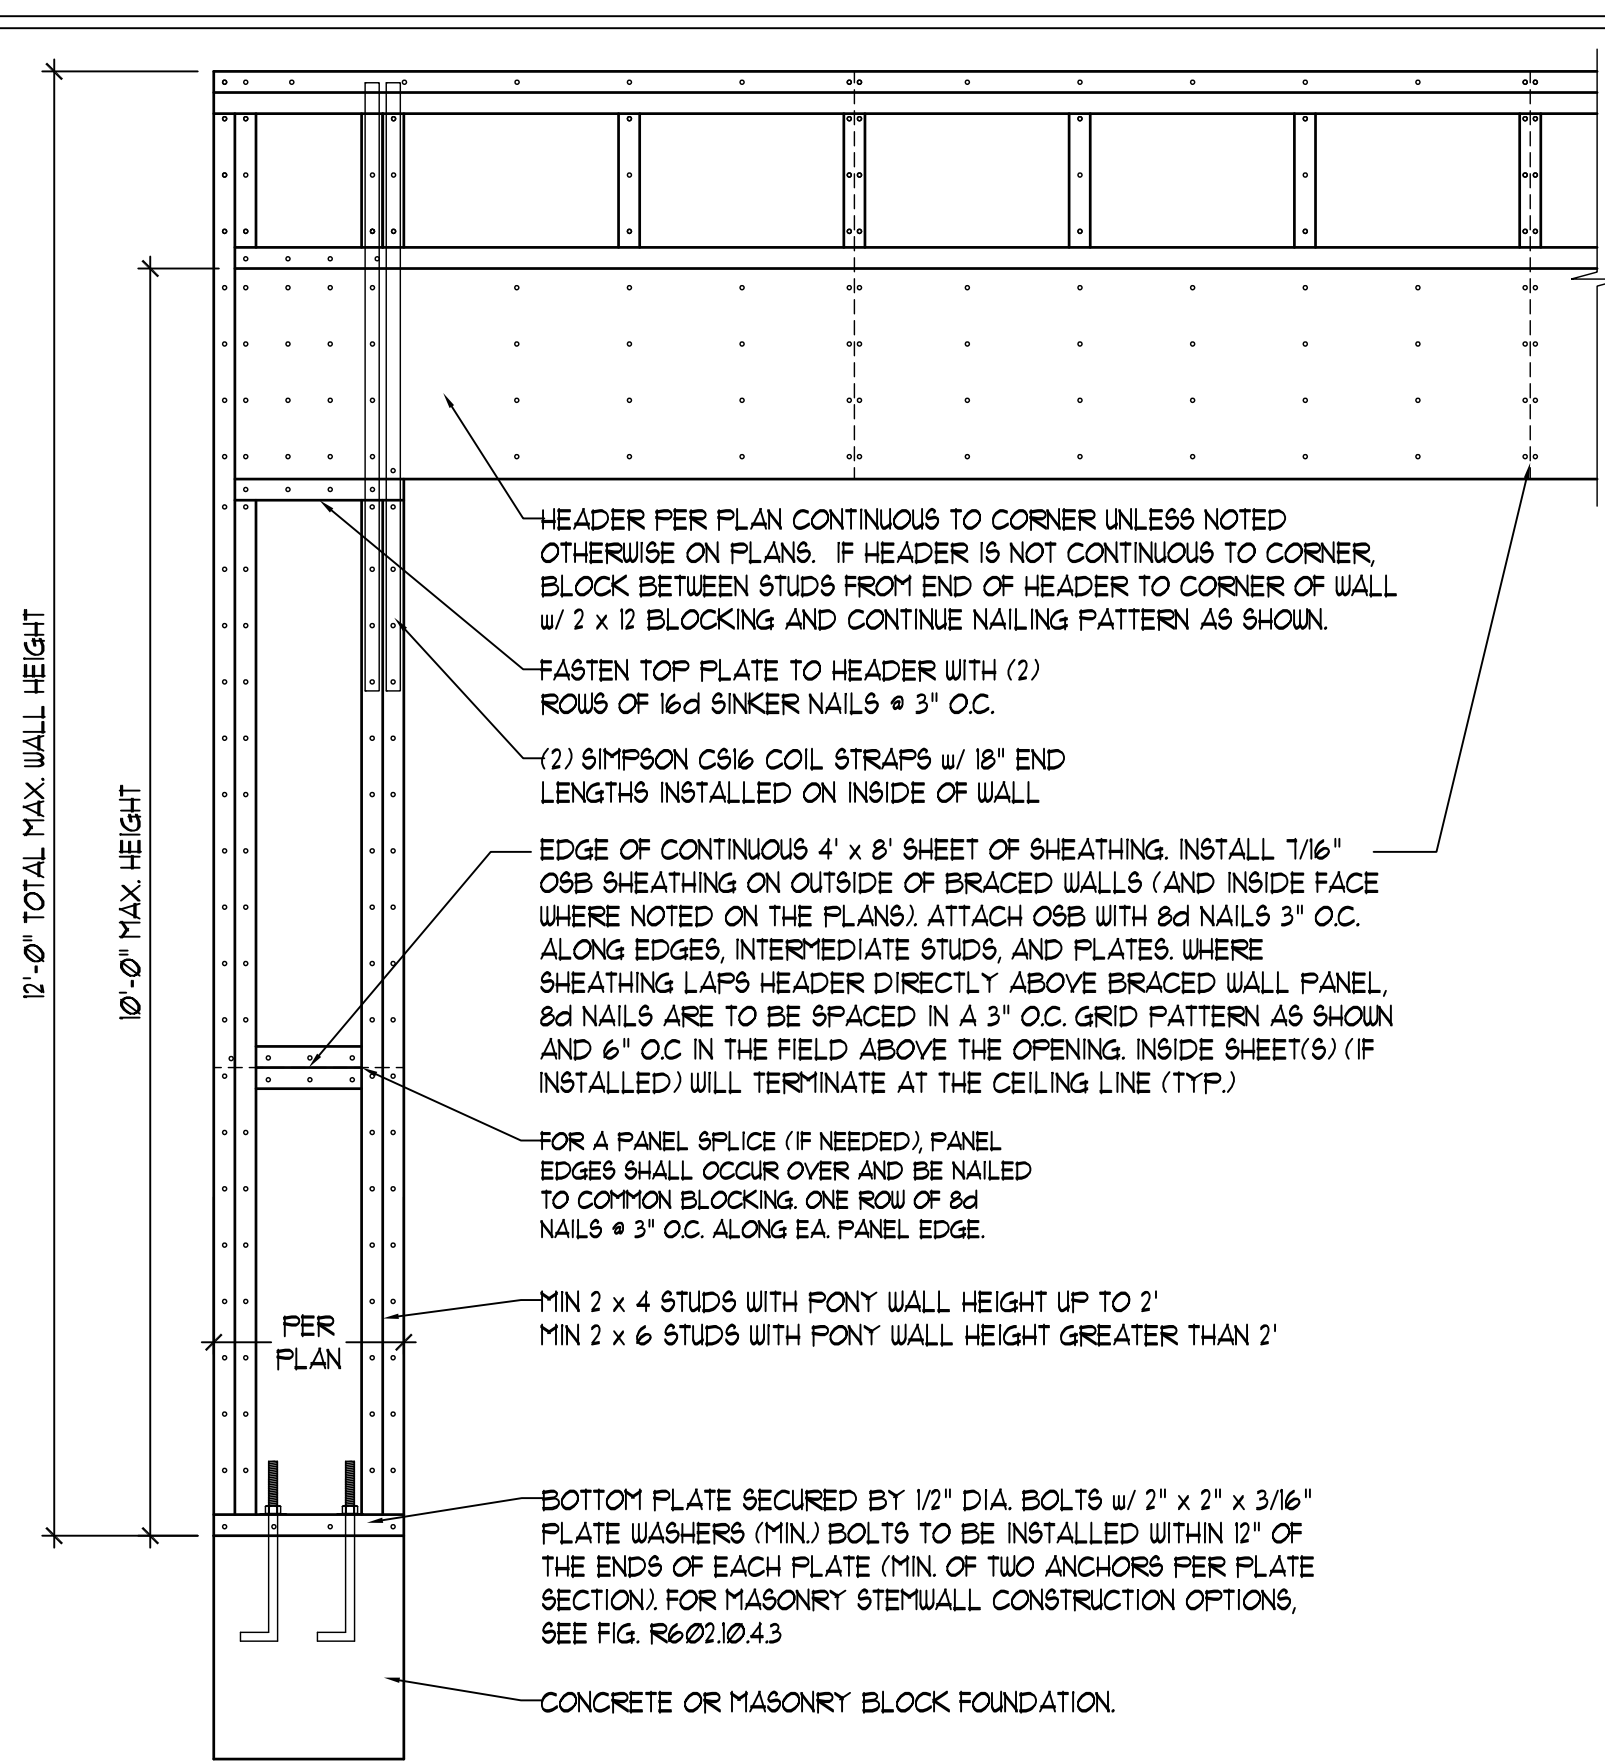 HEADER PER PLAN CONTINUOUS TO CORNER UNLESS NOTED
OTHERWISE ON PLANS. IF HEADER IS NOT CONTINUOUS TO CORNER,
BLOCK BETWEEN STUDS FROM END OF HEADER TO CORNER OF WALL
w/ 2 x 12 BLOCKING AND CONTINUE NAILING PATTERN AS SHOWN.
FASTEN TOP PLATE TO HEADER WITH (2)
ROWS OF 16d SINKER NAILS @ 3" O.C.
(2) SIMPSON CS16 COIL STRAPS w/ 18" END
LENGTHS INSTALLED ON INSIDE OF WALL
12'-0" TOTAL MAX. WALL HEIGHT
10'-0" MAX. HEIGHT
EDGE OF CONTINUOUS 4' x 8' SHEET OF SHEATHING. INSTALL 7/16"
OSB SHEATHING ON OUTSIDE OF BRACED WALLS (AND INSIDE FACE
WHERE NOTED ON THE PLANS). ATTACH OSB WITH 8d NAILS 3" O.C.
ALONG EDGES, INTERMEDIATE STUDS, AND PLATES. WHERE
SHEATHING LAPS HEADER DIRECTLY ABOVE BRACED WALL PANEL,
8d NAILS ARE TO BE SPACED IN A 3" O.C. GRID PATTERN AS SHOWN
AND 6" O.C IN THE FIELD ABOVE THE OPENING. INSIDE SHEET(S) (IF
INSTALLED) WILL TERMINATE AT THE CEILING LINE (TYP.)
FOR A PANEL SPLICE (IF NEEDED), PANEL
EDGES SHALL OCCUR OVER AND BE NAILED
TO COMMON BLOCKING. ONE ROW OF 8d
NAILS @ 3" O.C. ALONG EA. PANEL EDGE.
MIN 2 x 4 STUDS WITH PONY WALL HEIGHT UP TO 2'
MIN 2 x 6 STUDS WITH PONY WALL HEIGHT GREATER THAN 2'
PER
PLAN
BOTTOM PLATE SECURED BY 1/2" DIA. BOLTS w/ 2" x 2" x 3/16"
PLATE WASHERS (MIN.) BOLTS TO BE INSTALLED WITHIN 12" OF
THE ENDS OF EACH PLATE (MIN. OF TWO ANCHORS PER PLATE
SECTION). FOR MASONRY STEMWALL CONSTRUCTION OPTIONS,
SEE FIG. R602.10.4.3
CONCRETE OR MASONRY BLOCK FOUNDATION.